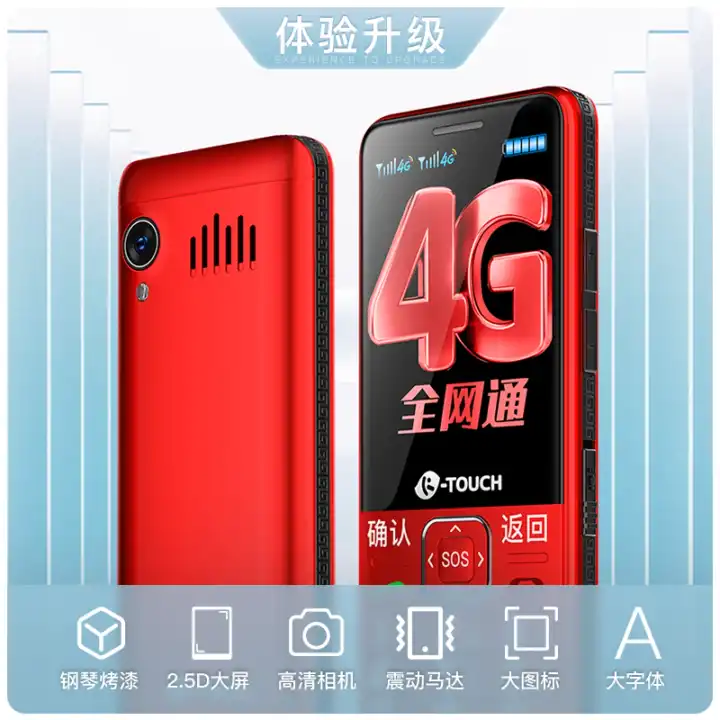 体验升级
EXPERIENCE TO UPGRADE
4G 4G
4G
全网通
K-TOUCH
确认 返回
SOS
钢琴烤漆 2.5D大屏 高清相机 震动马达 大图标 大字体